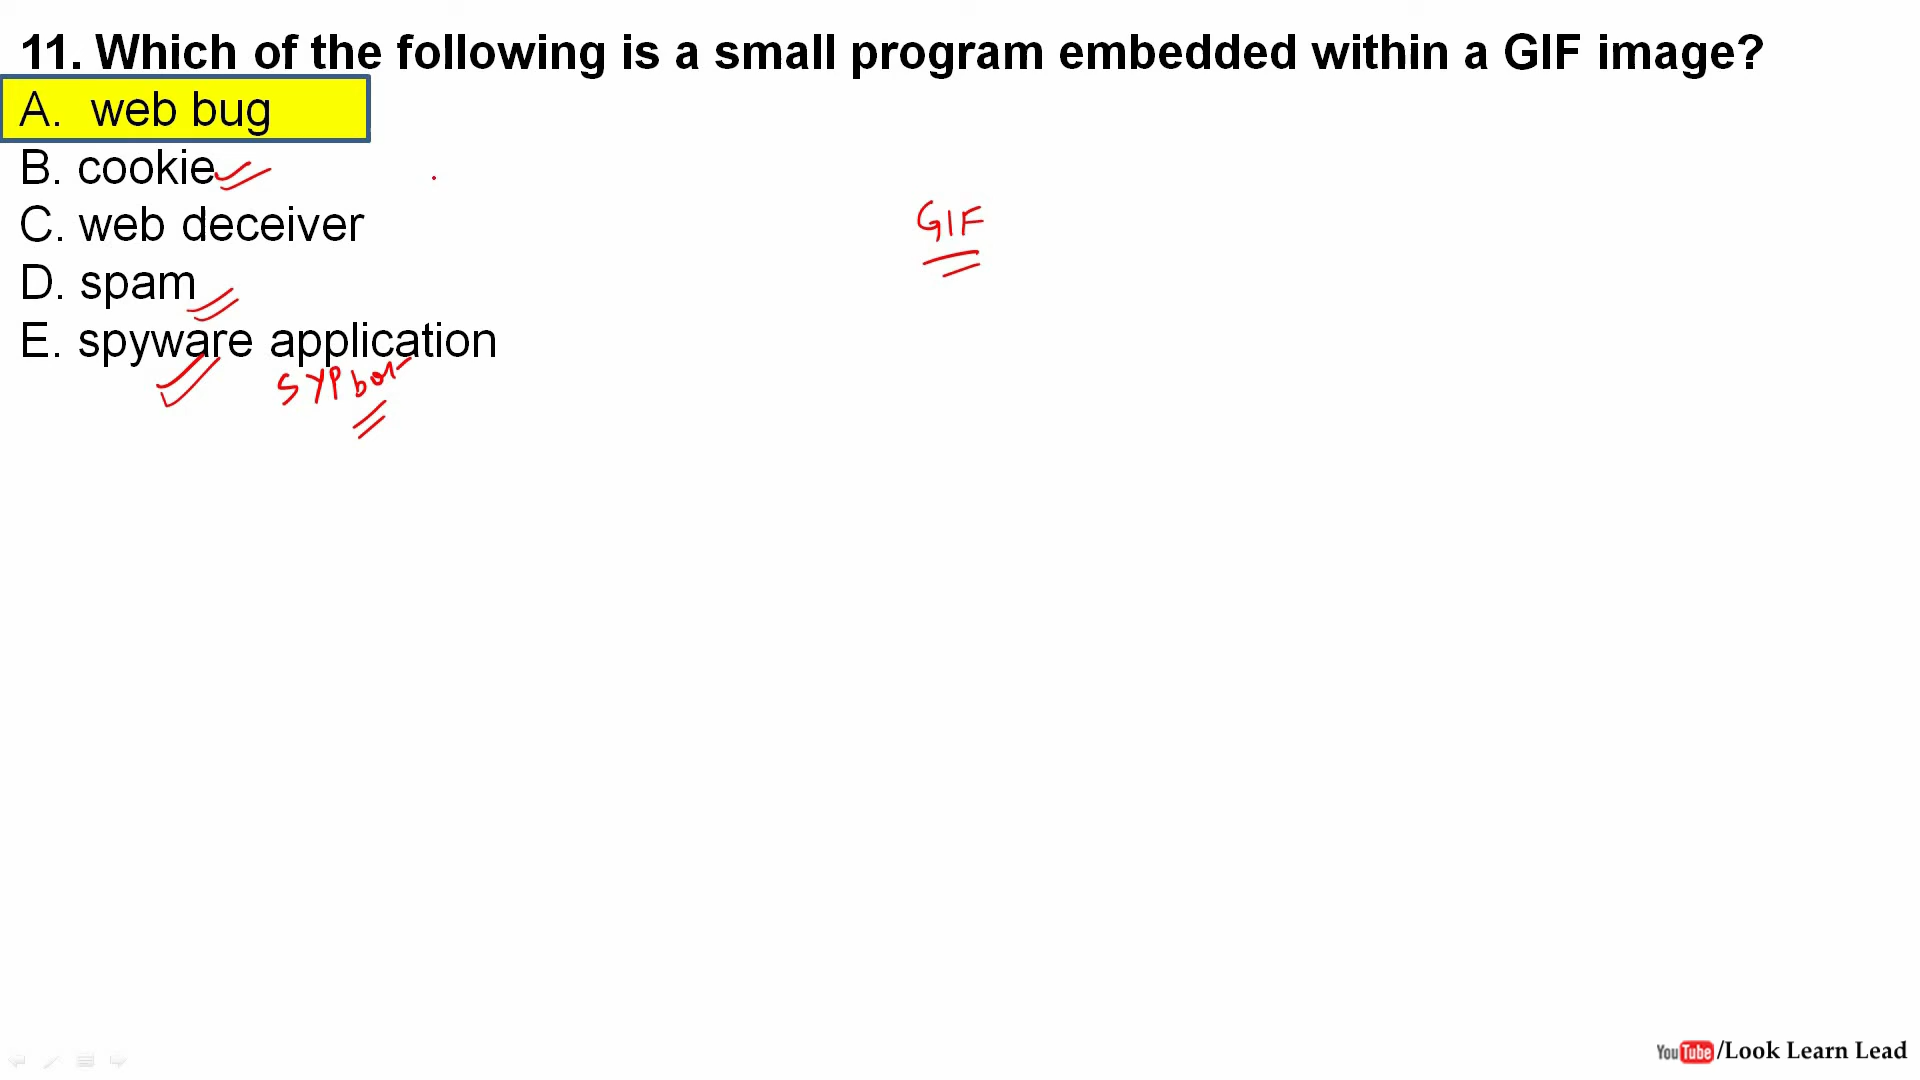 11. Which of the following is a small program embedded within a GIF image?
A. web bug
B. cookie
C. web deceiver
GIF
D. spam
E. spyware application
SYPbot
YouTube/Look Learn Lead